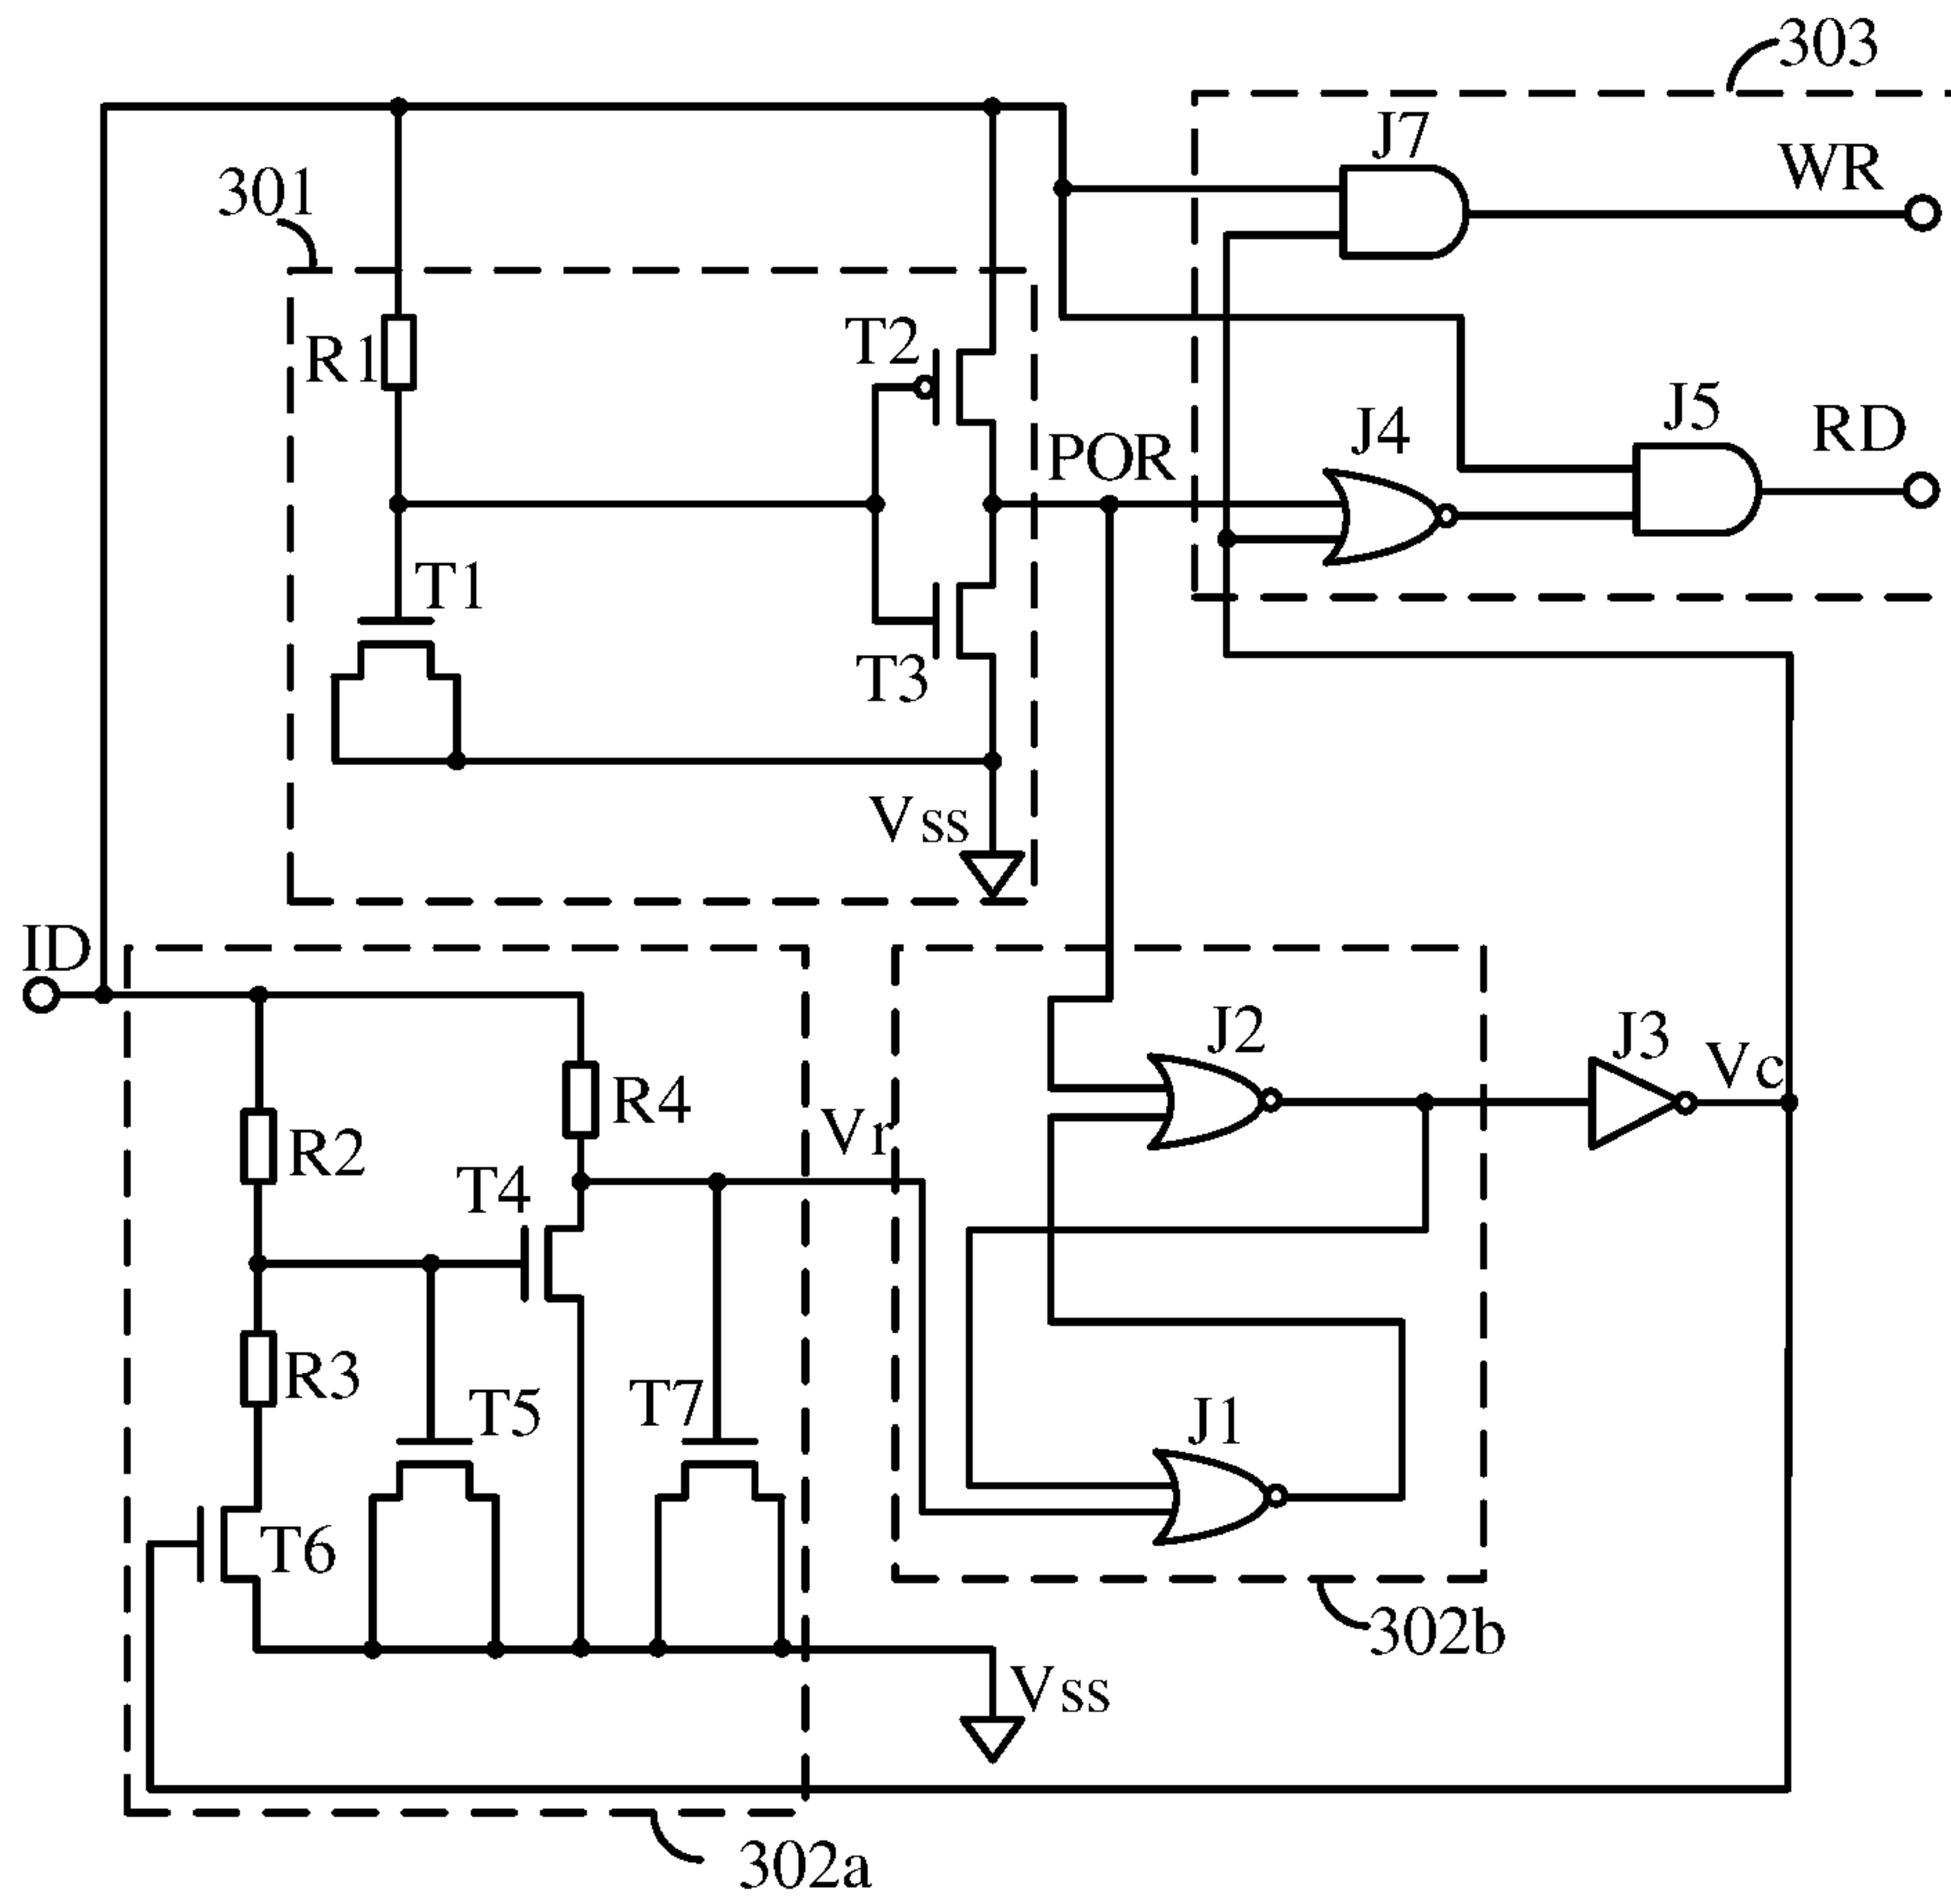 303
J7
WR
301
R1
T2
POR
J4
J5
RD
T1
T3
Vss
ID
J2
J3
Vc
R4
Vr
R2
T4
R3
T5
T7
J1
T6
302b
Vss
302a